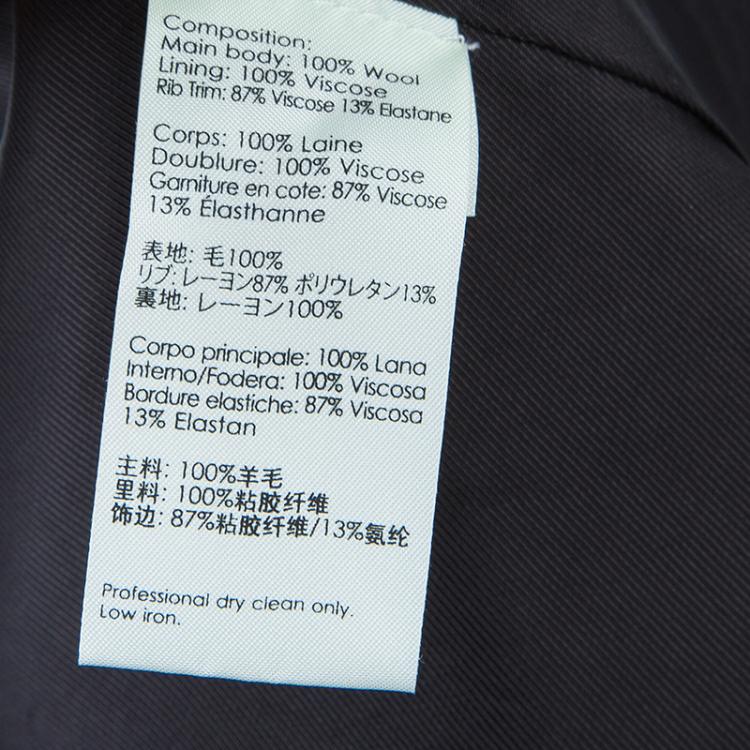 Composition:
Main body: 100% Wool
Lining: 100% Viscose
Rib Trim: 87% Viscose 13% Elastane
Corps: 100% Laine
Doublure: 100% Viscose
Garniture en cote: 87% Viscose
13% Élasthanne
表地: 毛100%
リブ: レーヨン87% ポリウレタン13%
裏地: レーヨン100%
Corpo principale: 100% Lana
Interno/Fodera: 100% Viscosa
Bordure elastiche: 87% Viscosa
13% Elastan
主料: 100%羊毛
里料: 100%粘胶纤维
饰边: 87%粘胶纤维/13%氨纶
Professional dry clean only.
Low iron.